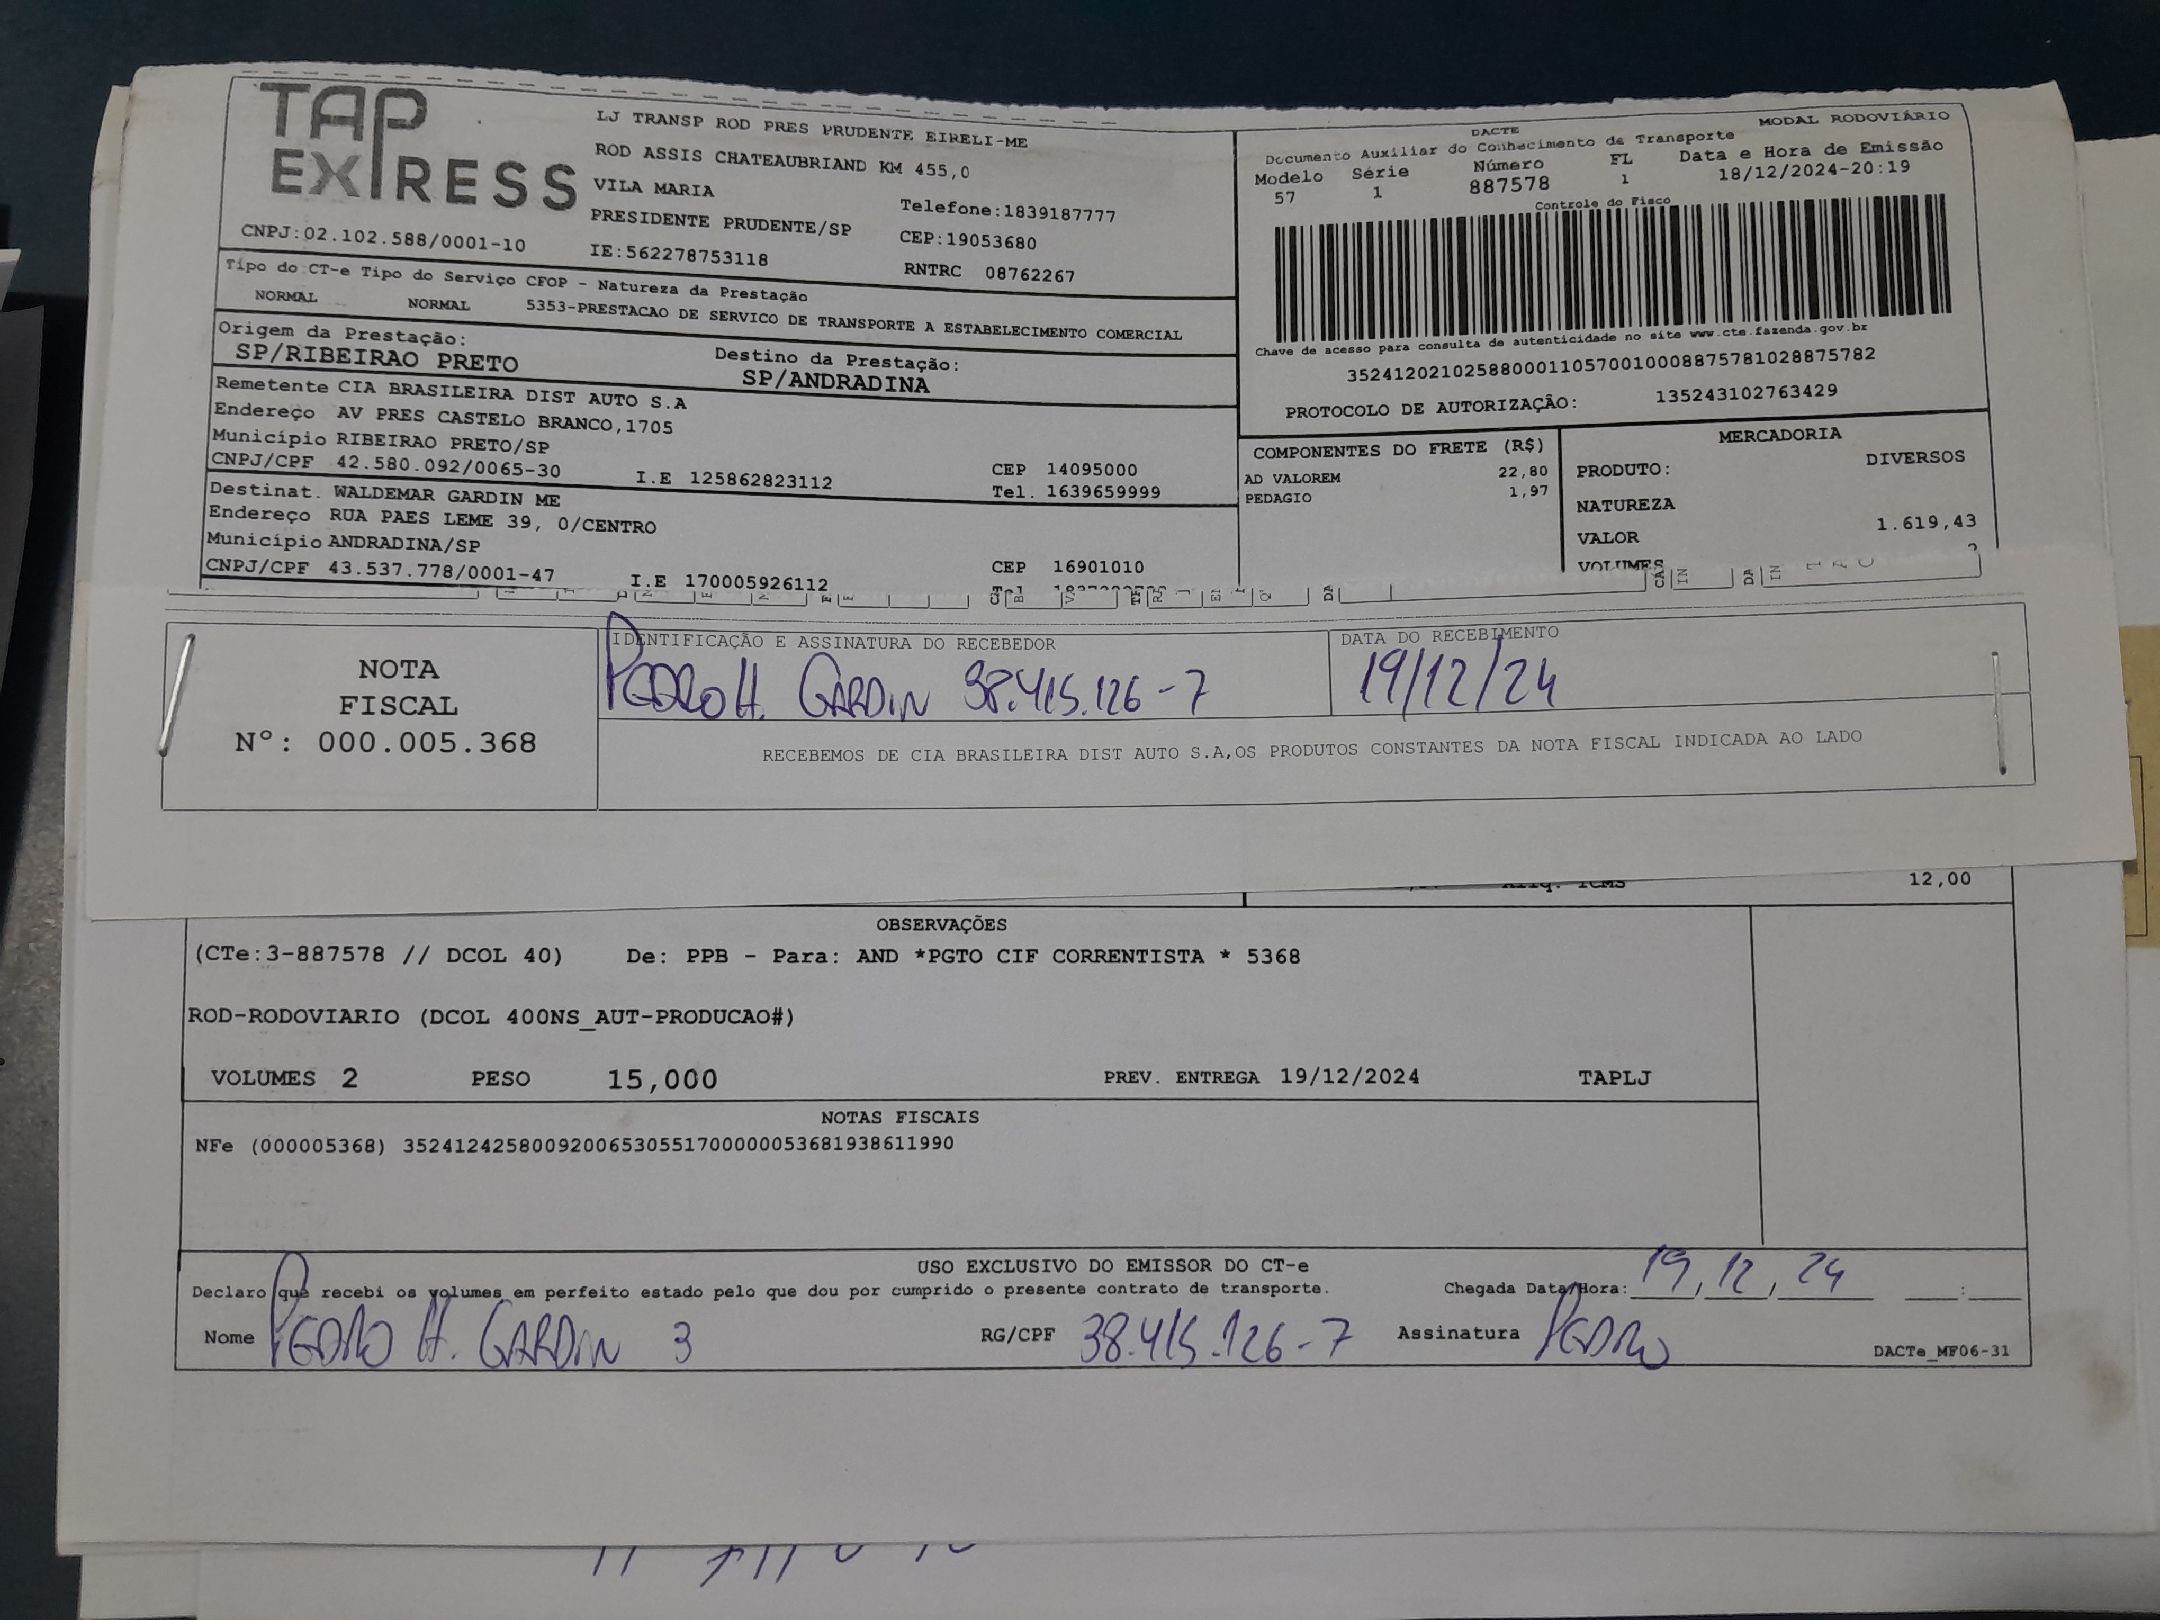 TAP
EXPRESS
LJ TRANSP ROD PRES PRUDENTE EIRELI-ME
ROD ASSIS CHATEAUBRIAND KM 455,0
VILA MARIA
PRESIDENTE PRUDENTE/SP
Telefone:1839187777
CEP:19053680
CNPJ:02.102.588/0001-10
IE:562278753118
RNTRC 08762267
DACTE
MODAL RODOVIÁRIO
Documento Auxiliar do Conhecimento de Transporte
Modelo Série Número FL Data e Hora de Emissão
57 1 887578 1 18/12/2024-20:19
Controle do Fisco
Chave de acesso para consulta de autenticidade no site www.cte.fazenda.gov.br
35241202102588000110570010008875781028875782
PROTOCOLO DE AUTORIZAÇÃO: 135243102763429
Tipo do CT-e Tipo do Serviço CFOP - Natureza da Prestação
NORMAL NORMAL 5353-PRESTACAO DE SERVICO DE TRANSPORTE A ESTABELECIMENTO COMERCIAL
Origem da Prestação:
SP/RIBEIRAO PRETO
Destino da Prestação:
SP/ANDRADINA
Remetente CIA BRASILEIRA DIST AUTO S.A
Endereço AV PRES CASTELO BRANCO,1705
Município RIBEIRAO PRETO/SP
CEP 14095000
CNPJ/CPF 42.580.092/0065-30 I.E 125862823112 Tel. 1639659999
Destinat. WALDEMAR GARDIN ME
Endereço RUA PAES LEME 39, 0/CENTRO
Município ANDRADINA/SP
CEP 16901010
CNPJ/CPF 43.537.778/0001-47 I.E 170005926112
COMPONENTES DO FRETE (R$)
AD VALOREM 22,80
PEDAGIO 1,97
MERCADORIA
PRODUTO: DIVERSOS
NATUREZA
VALOR 1.619,43
VOLUMES
NOTA
FISCAL
Nº: 000.005.368
IDENTIFICAÇÃO E ASSINATURA DO RECEBEDOR
PEDRO H. GARDIN 38.415.126-7
DATA DO RECEBIMENTO
19/12/24
RECEBEMOS DE CIA BRASILEIRA DIST AUTO S.A,OS PRODUTOS CONSTANTES DA NOTA FISCAL INDICADA AO LADO
12,00
OBSERVAÇÕES
(CTe:3-887578 // DCOL 40) De: PPB - Para: AND *PGTO CIF CORRENTISTA * 5368
ROD-RODOVIARIO (DCOL 400NS_AUT-PRODUCAO#)
VOLUMES 2 PESO 15,000 PREV. ENTREGA 19/12/2024 TAPLJ
NOTAS FISCAIS
NFe (000005368) 35241242580092006530551700000053681938611990
USO EXCLUSIVO DO EMISSOR DO CT-e
Declaro que recebi os volumes em perfeito estado pelo que dou por cumprido o presente contrato de transporte.
Chegada Data/Hora: 19, 12, 24
Nome PEDRO H. GARDIN 3 RG/CPF 38.415.126-7 Assinatura PEDRO
DACTe_MF06-31